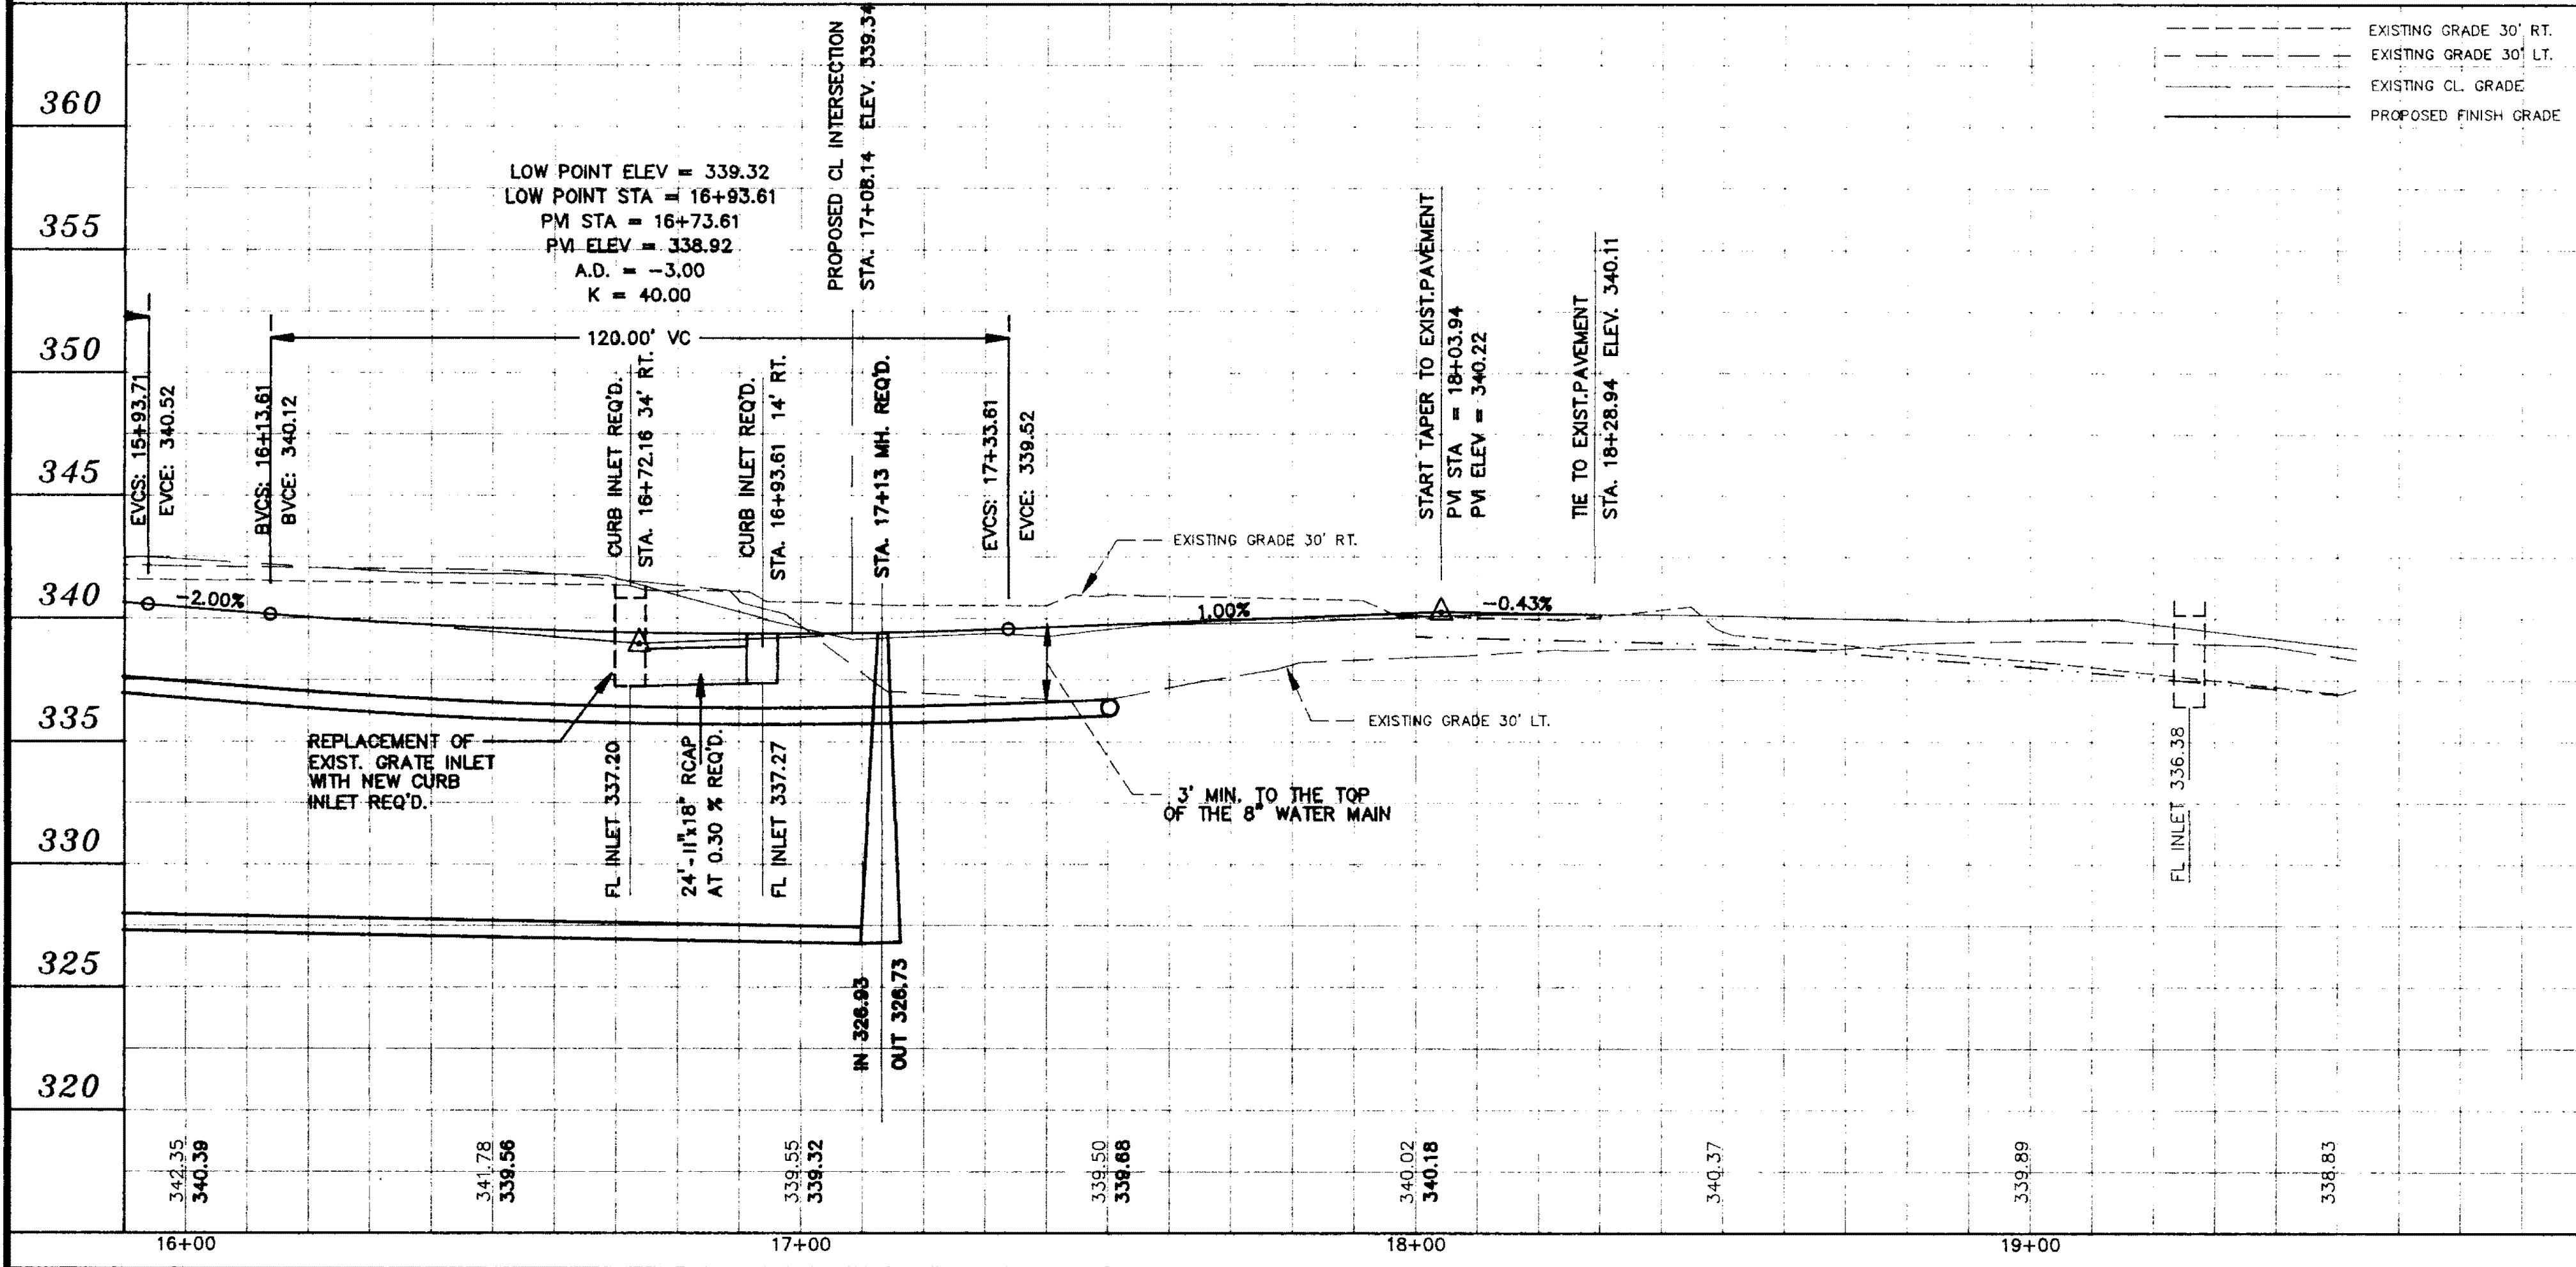 EXISTING GRADE 30' RT.
EXISTING GRADE 30' LT.
EXISTING CL. GRADE
PROPOSED FINISH GRADE
360
355
350
345
340
335
330
325
320
LOW POINT ELEV = 339.32
LOW POINT STA = 16+93.61
PVI STA = 16+73.61
PVI ELEV = 338.92
A.D. = -3.00
K = 40.00
120.00' VC
PROPOSED CL INTERSECTION
STA. 17+08.14 ELEV. 339.34
EVCS: 15+93.71
EVCE: 340.52
BVCS: 16+13.61
BVCE: 340.12
CURB INLET REQ'D.
STA. 16+72.16 34' RT.
CURB INLET REQ'D.
STA. 16+93.61 14' RT.
STA. 17+13 MH. REQ'D.
EVCS: 17+33.61
EVCE: 339.52
START TAPER TO EXIST.PAVEMENT
PVI STA = 18+03.94
PVI ELEV = 340.22
TIE TO EXIST.PAVEMENT
STA. 18+28.94 ELEV. 340.11
EXISTING GRADE 30' RT.
-2.00%
1.00%
-0.43%
EXISTING GRADE 30' LT.
REPLACEMENT OF
EXIST. GRATE INLET
WITH NEW CURB
INLET REQ'D.
FL INLET 337.20
24'-11"x18" RCAP
AT 0.30 % REQ'D.
FL INLET 337.27
3' MIN. TO THE TOP
OF THE 8" WATER MAIN
FL INLET 336.38
IN 326.93
OUT 326.73
342.35
340.39
341.78
339.56
339.55
339.32
339.50
339.68
340.02
340.18
340.37
339.89
338.83
16+00
17+00
18+00
19+00